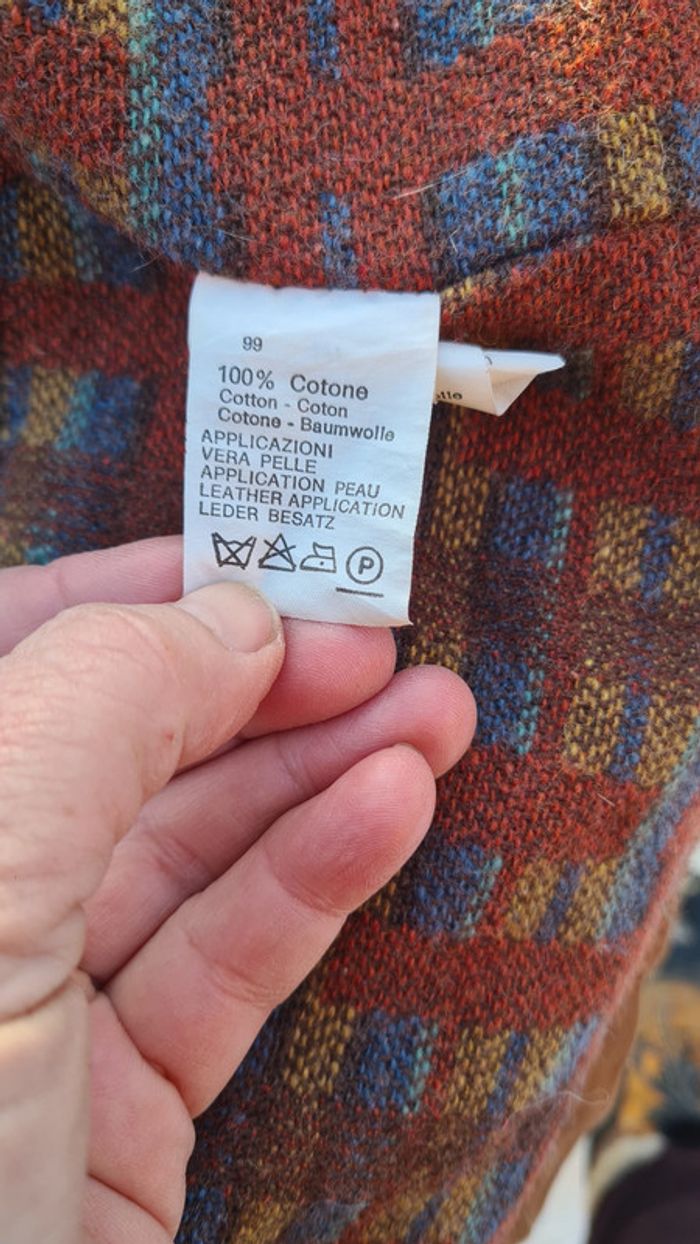 99
100% Cotone
Cotton - Coton
Cotone - Baumwolle
APPLICAZIONI
VERA PELLE
APPLICATION PEAU
LEATHER APPLICATION
LEDER BESATZ
P